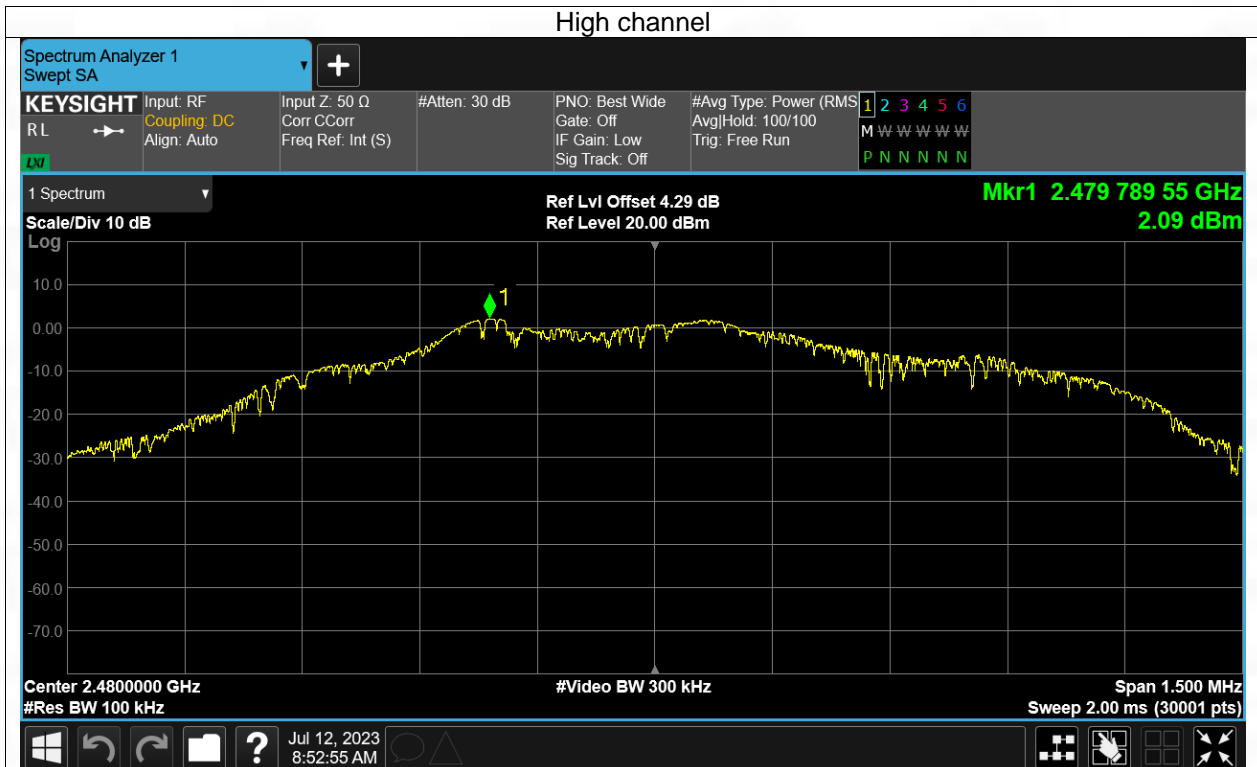 High channel
Spectrum Analyzer 1
Swept SA
KEYSIGHT
RL
LXI
Input: RF
Coupling: DC
Align: Auto
Input Z: 50 Ω
Corr CCorr
Freq Ref: Int (S)
#Atten: 30 dB
PNO: Best Wide
Gate: Off
IF Gain: Low
Sig Track: Off
#Avg Type: Power (RMS
Avg|Hold: 100/100
Trig: Free Run
1 2 3 4 5 6
M W W W W W
P N N N N N
1 Spectrum
Scale/Div 10 dB
Log
Ref Lvl Offset 4.29 dB
Ref Level 20.00 dBm
Mkr1 2.479 789 55 GHz
2.09 dBm
1
10.0
0.00
-10.0
-20.0
-30.0
-40.0
-50.0
-60.0
-70.0
Center 2.4800000 GHz
#Res BW 100 kHz
#Video BW 300 kHz
Span 1.500 MHz
Sweep 2.00 ms (30001 pts)
?
Jul 12, 2023
8:52:55 AM